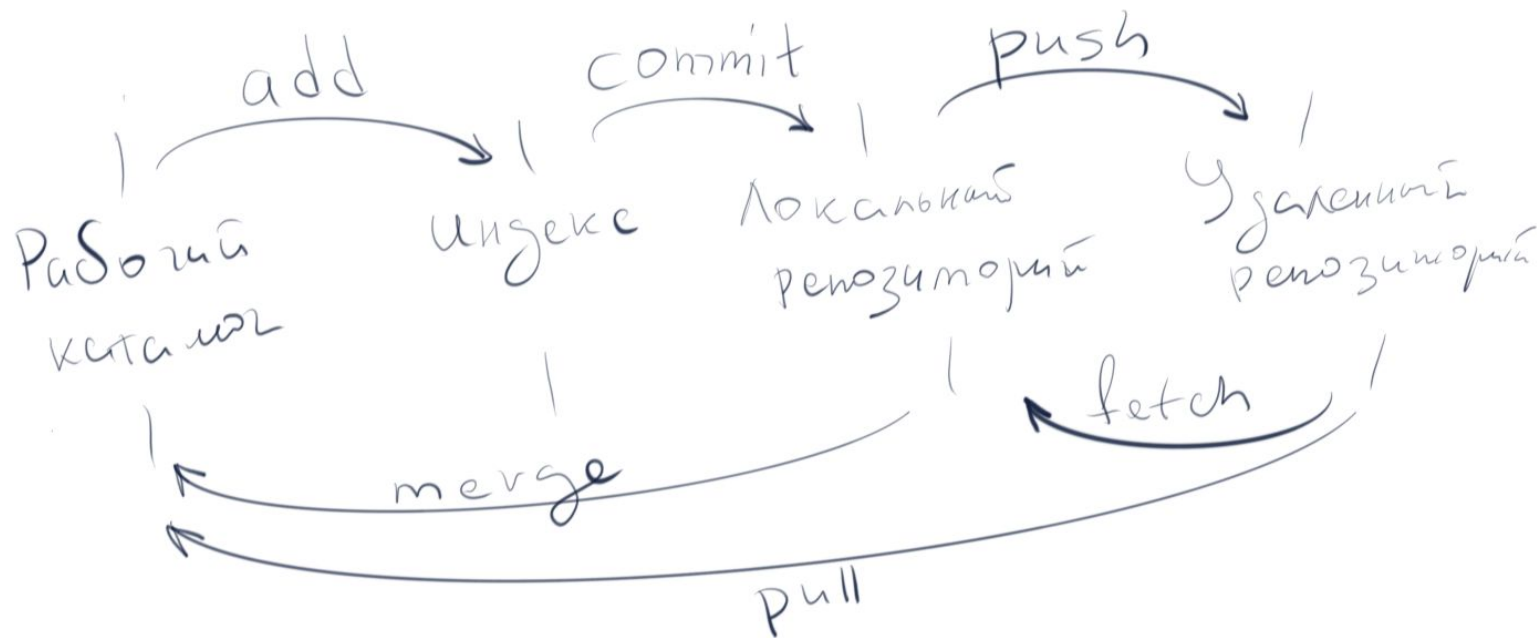 add
commit
push
Рабочий
каталог
Индекс
Локальный
репозиторий
Удаленный
репозиторий
fetch
merge
pull